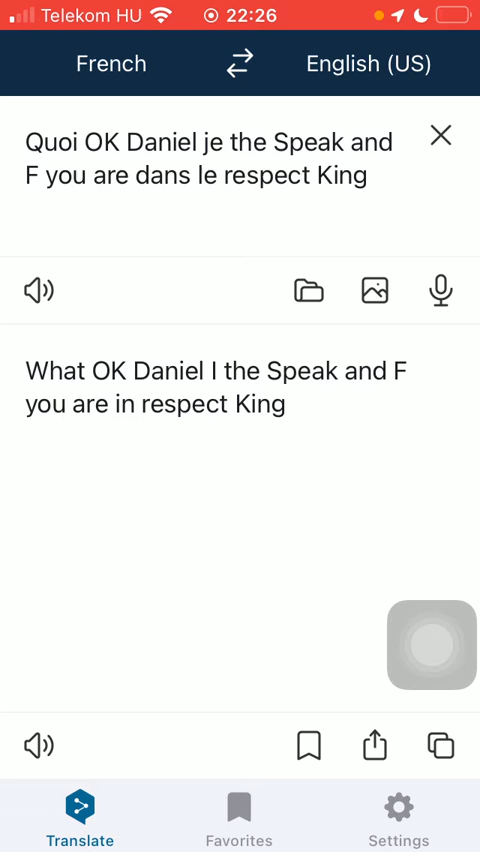 Telekom HU 22:26
French English (US)
Quoi OK Daniel je the Speak and
F you are dans le respect King
What OK Daniel I the Speak and F
you are in respect King
Translate Favorites Settings